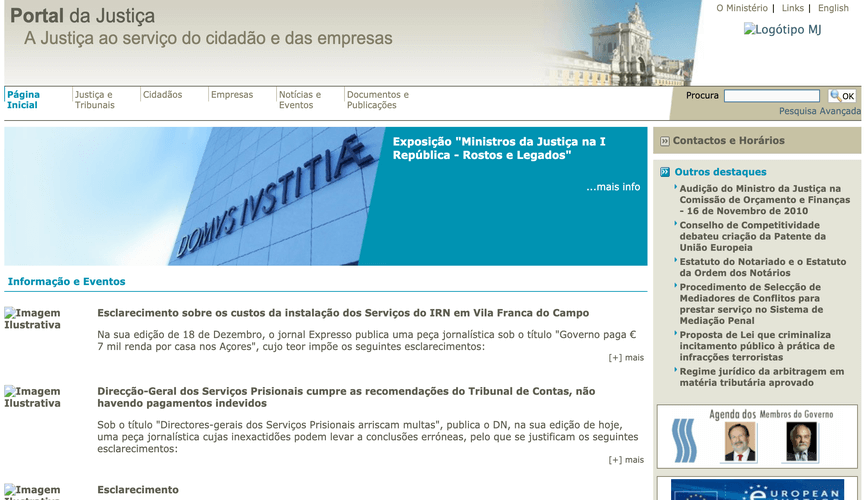 Portal da Justiça
A Justiça ao serviço do cidadão e das empresas
O Ministério | Links | English
Logótipo MJ
Página
Inicial
Justiça e
Tribunais
Cidadãos
Empresas
Notícias e
Eventos
Documentos e
Publicações
Procura
OK
Pesquisa Avançada
DOMVS IVSTITIÆ
Exposição "Ministros da Justiça na I
República - Rostos e Legados"
...mais info
Informação e Eventos
Imagem
Ilustrativa
Esclarecimento sobre os custos da instalação dos Serviços do IRN em Vila Franca do Campo
Na sua edição de 18 de Dezembro, o jornal Expresso publica uma peça jornalística sob o título "Governo paga €
7 mil renda por casa nos Açores", cujo teor impõe os seguintes esclarecimentos:
[+] mais
Imagem
Ilustrativa
Direcção-Geral dos Serviços Prisionais cumpre as recomendações do Tribunal de Contas, não
havendo pagamentos indevidos
Sob o título "Directores-gerais dos Serviços Prisionais arriscam multas", publica o DN, na sua edição de hoje,
uma peça jornalística cujas inexactidões podem levar a conclusões erróneas, pelo que se justificam os seguintes
esclarecimentos:
[+] mais
Imagem
Ilustrativa
Esclarecimento
Contactos e Horários
Outros destaques
Audição do Ministro da Justiça na
Comissão de Orçamento e Finanças
- 16 de Novembro de 2010
Conselho de Competitividade
debateu criação da Patente da
União Europeia
Estatuto do Notariado e o Estatuto
da Ordem dos Notários
Procedimento de Selecção de
Mediadores de Conflitos para
prestar serviço no Sistema de
Mediação Penal
Proposta de Lei que criminaliza
incitamento público à prática de
infracções terroristas
Regime jurídico da arbitragem em
matéria tributária aprovado
Agenda dos Membros do Governo
EUROPEAN